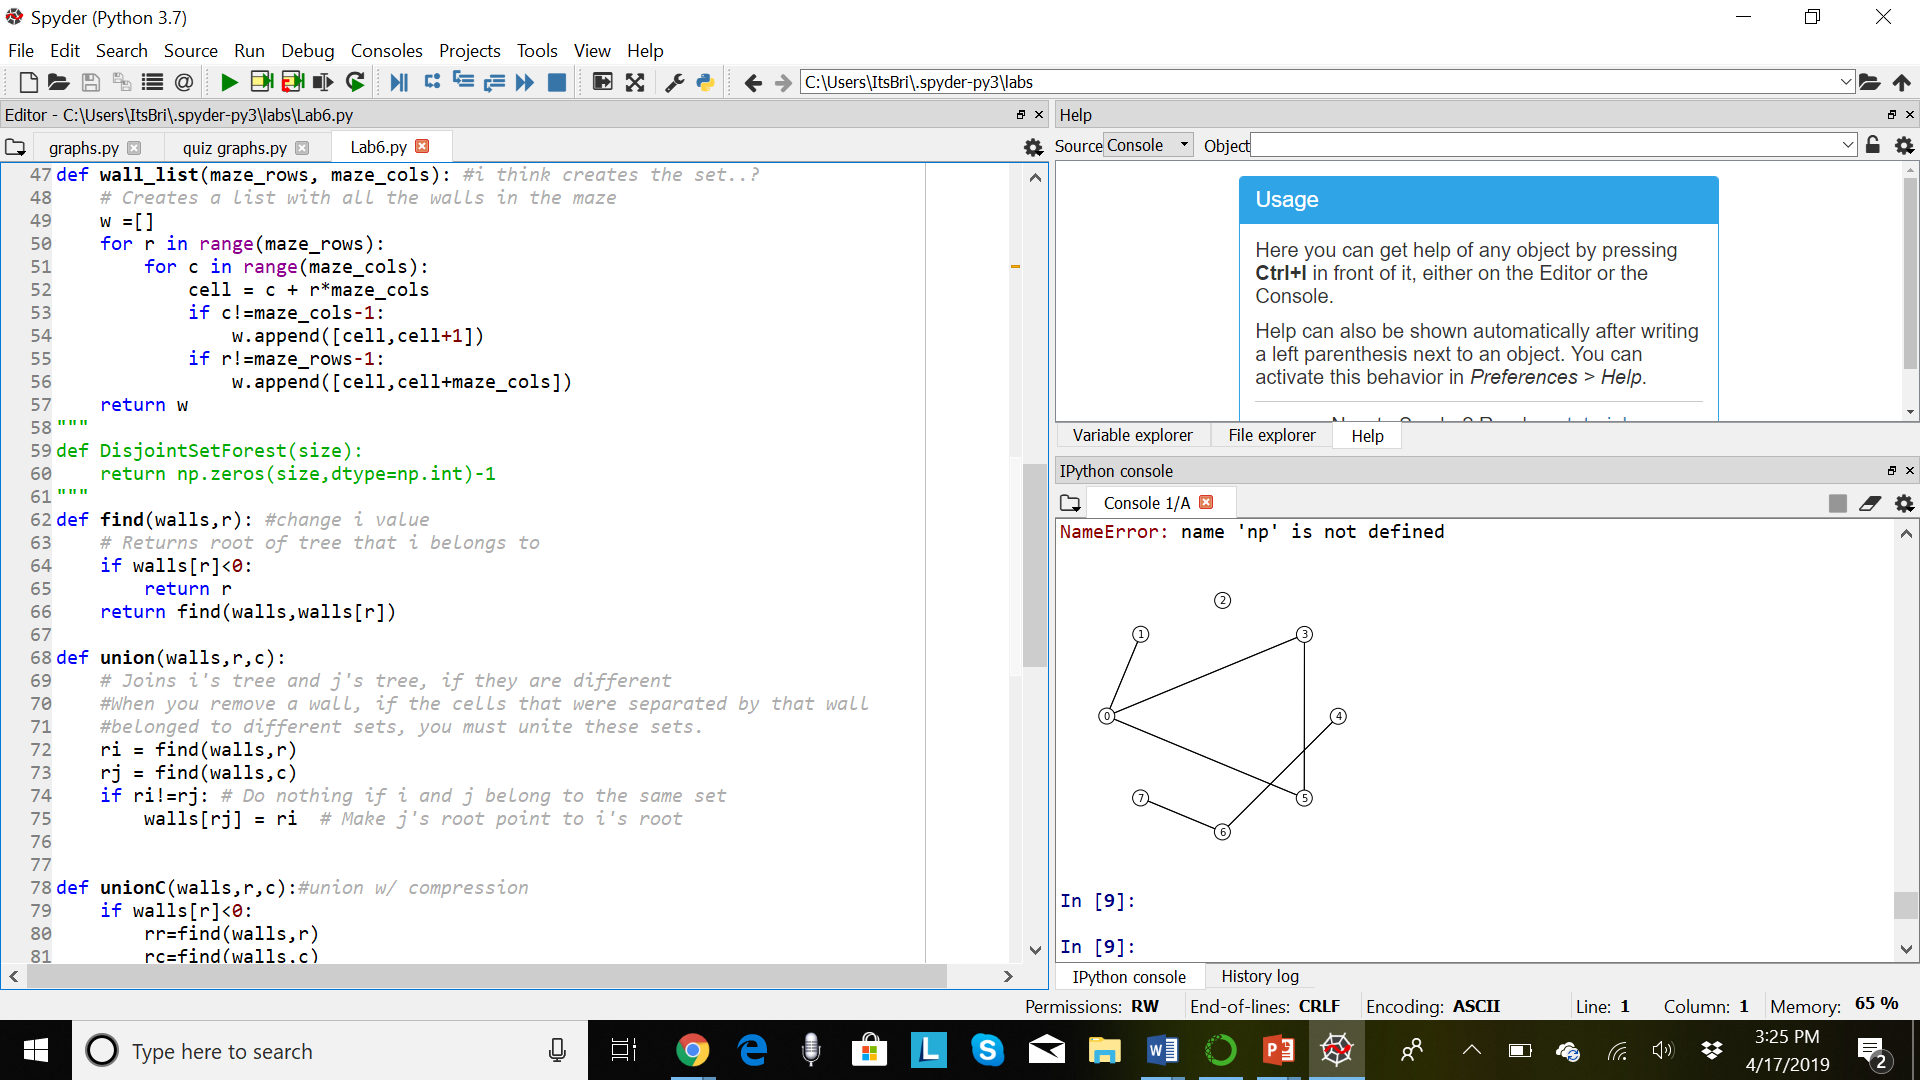 Spyder (Python 3.7)
File Edit Search Source Run Debug Consoles Projects Tools View Help
C:\Users\ItsBri\.spyder-py3\labs
Editor - C:\Users\ItsBri\.spyder-py3\labs\Lab6.py
graphs.py quiz graphs.py Lab6.py
47 def wall_list(maze_rows, maze_cols): #i think creates the set..?
48     # Creates a list with all the walls in the maze
49     w =[]
50     for r in range(maze_rows):
51         for c in range(maze_cols):
52             cell = c + r*maze_cols
53             if c!=maze_cols-1:
54                 w.append([cell,cell+1])
55             if r!=maze_rows-1:
56                 w.append([cell,cell+maze_cols])
57     return w
58 """
59 def DisjointSetForest(size):
60     return np.zeros(size,dtype=np.int)-1
61 """
62 def find(walls,r): #change i value
63     # Returns root of tree that i belongs to
64     if walls[r]<0:
65         return r
66     return find(walls,walls[r])
67
68 def union(walls,r,c):
69     # Joins i's tree and j's tree, if they are different
70     #When you remove a wall, if the cells that were separated by that wall
71     #belonged to different sets, you must unite these sets.
72     ri = find(walls,r)
73     rj = find(walls,c)
74     if ri!=rj: # Do nothing if i and j belong to the same set
75         walls[rj] = ri  # Make j's root point to i's root
76
77
78 def unionC(walls,r,c):#union w/ compression
79     if walls[r]<0:
80         rr=find(walls,r)
81         rc=find(walls,c)
Help
Source Console Object
Usage
Here you can get help of any object by pressing
Ctrl+I in front of it, either on the Editor or the
Console.
Help can also be shown automatically after writing
a left parenthesis next to an object. You can
activate this behavior in Preferences > Help.
Variable explorer File explorer Help
IPython console
Console 1/A
NameError: name 'np' is not defined
2
1 3
0 4
7 5
6
In [9]:
In [9]:
IPython console History log
Permissions: RW End-of-lines: CRLF Encoding: ASCII Line: 1 Column: 1 Memory: 65 %
Type here to search
3:25 PM
4/17/2019
2